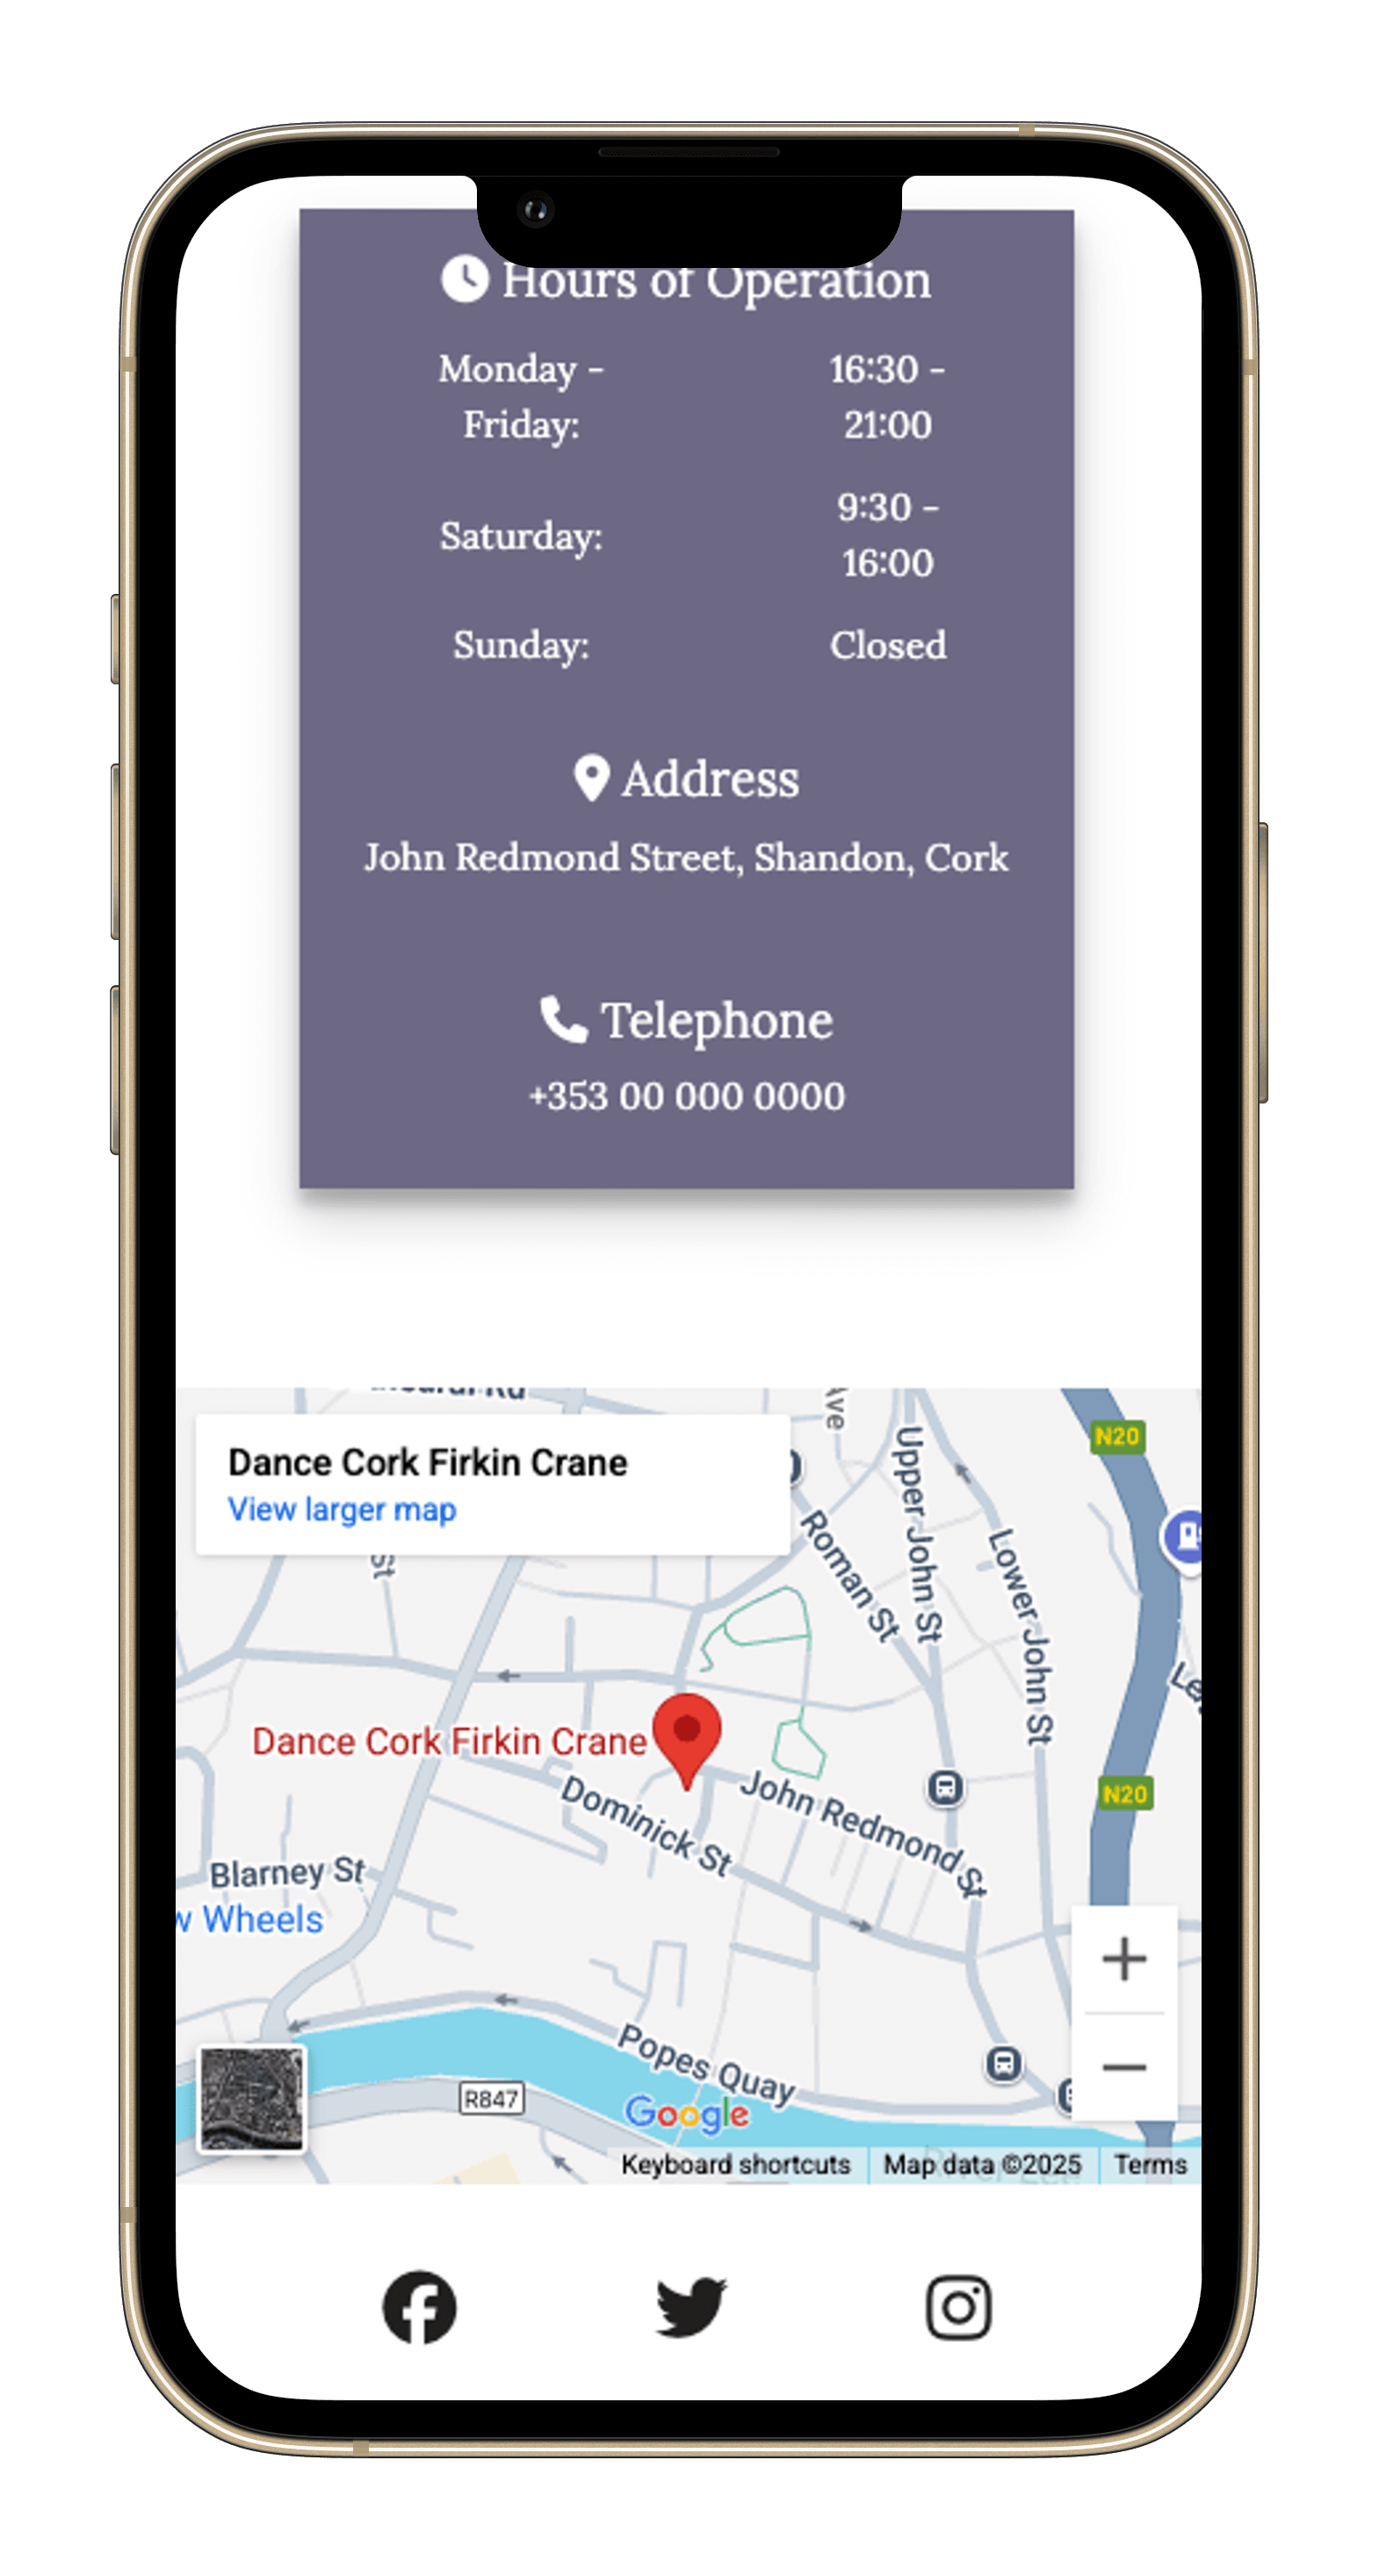 Hours of Operation
Monday -
Friday:
16:30 -
21:00
Saturday:
9:30 -
16:00
Sunday:
Closed
Address
John Redmond Street, Shandon, Cork
Telephone
+353 00 000 0000
Dance Cork Firkin Crane
View larger map
Ave
St
Roman St
Upper John St
Lower John St
N20
Dance Cork Firkin Crane
Dominick St
John Redmond St
N20
Blarney St
w Wheels
Popes Quay
R847
Google
Keyboard shortcuts
Map data ©2025
Terms